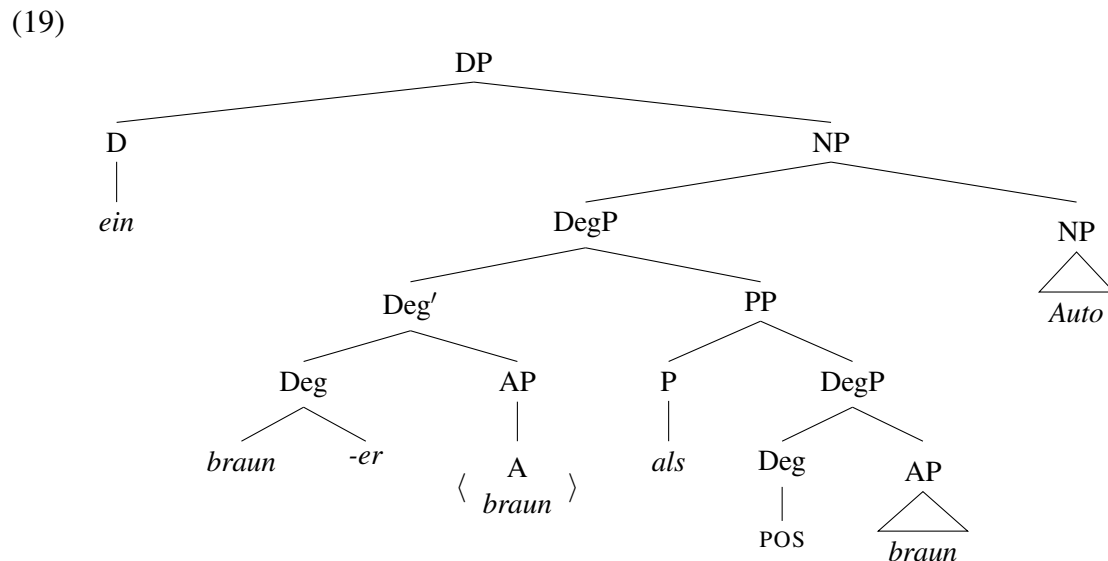 (19)
DP
D NP
ein DegP NP
Deg′ PP Auto
Deg AP P DegP
braun -er ⟨ A ⟩ als Deg AP
braun POS braun